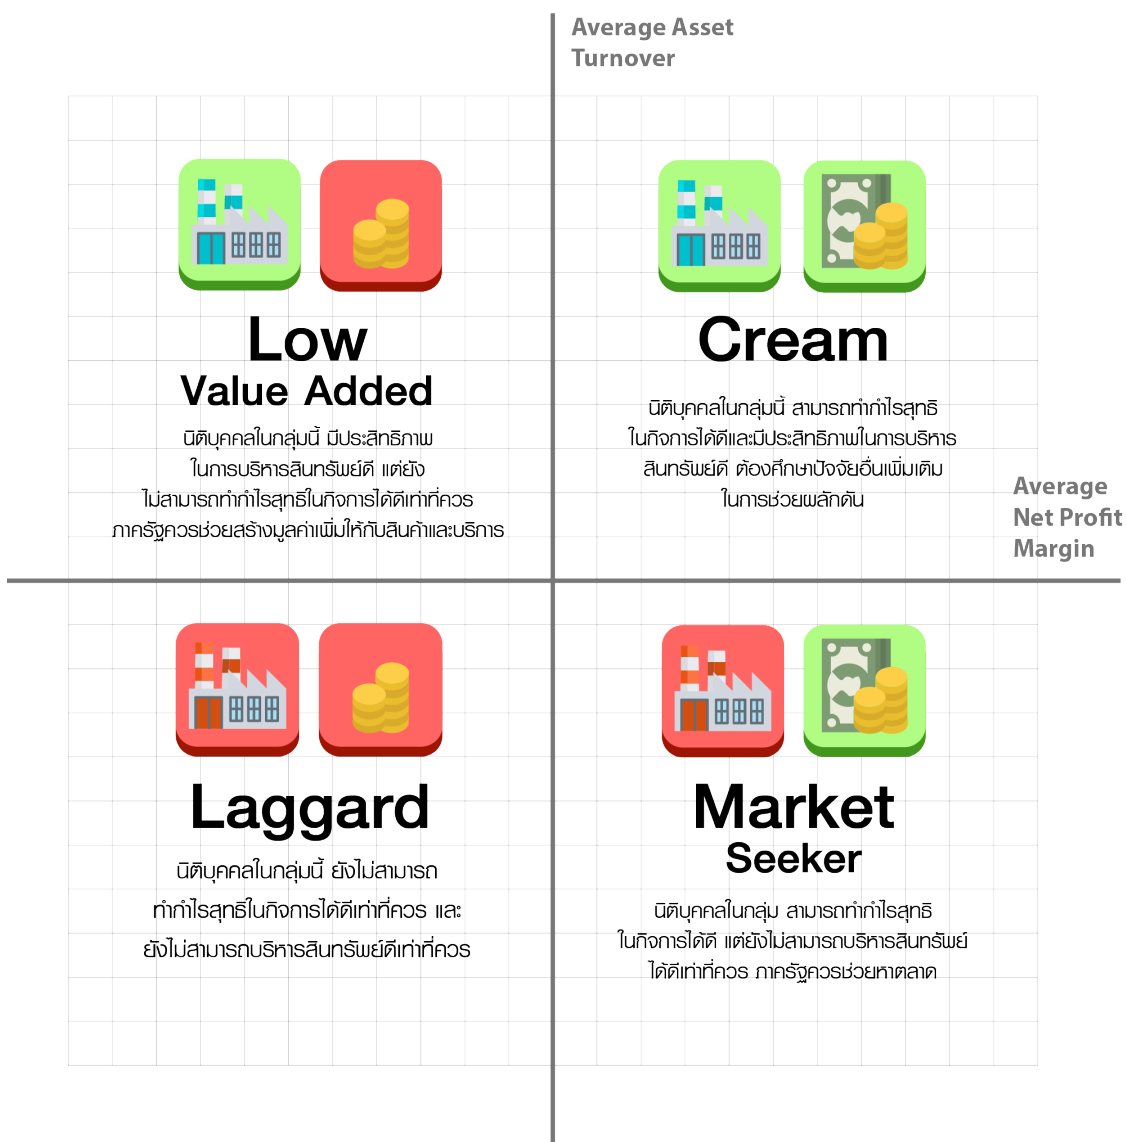 Average Asset
Turnover
Low
Value Added
นิติบุคคลในกลุ่มนี้ มีประสิทธิภาพ
ในการบริหารสินทรัพย์ดี แต่ยัง
ไม่สามารถทำกำไรสุทธิในกิจการได้ดีเท่าที่ควร
ภาครัฐควรช่วยสร้างมูลค่าเพิ่มให้กับสินค้าและบริการ
Cream
นิติบุคคลในกลุ่มนี้ สามารถทำกำไรสุทธิ
ในกิจการได้ดีและมีประสิทธิภาพในการบริหาร
สินทรัพย์ดี ต้องศึกษาปัจจัยอื่นเพิ่มเติม
ในการช่วยผลักดัน
Average
Net Profit
Margin
Laggard
นิติบุคคลในกลุ่มนี้ ยังไม่สามารถ
ทำกำไรสุทธิในกิจการได้ดีเท่าที่ควร และ
ยังไม่สามารถบริหารสินทรัพย์ดีเท่าที่ควร
Market
Seeker
นิติบุคคลในกลุ่ม สามารถทำกำไรสุทธิ
ในกิจการได้ดี แต่ยังไม่สามารถบริหารสินทรัพย์
ได้ดีเท่าที่ควร ภาครัฐควรช่วยหาตลาด